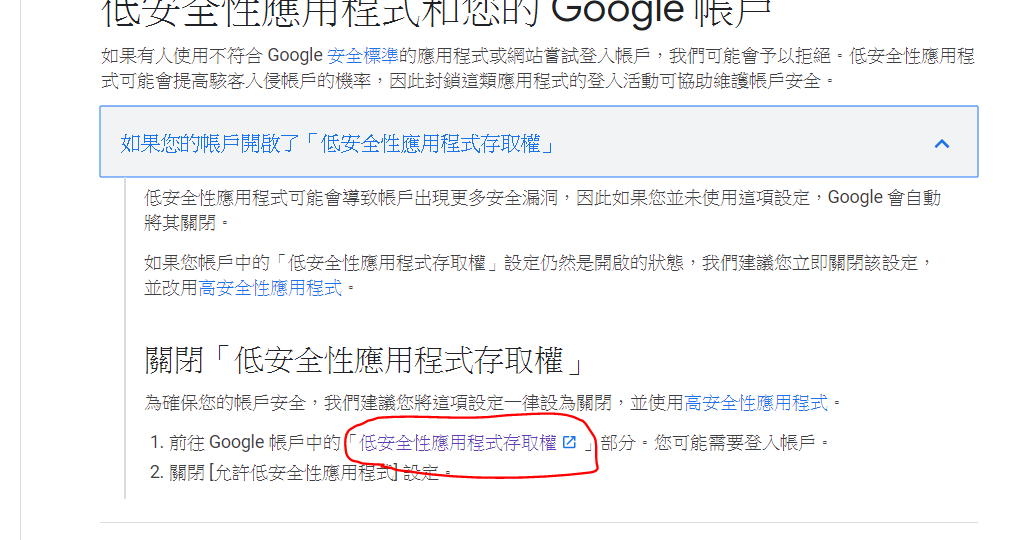 低安全性應用程式和您的 Google 帳戶
如果有人使用不符合 Google 安全標準的應用程式或網站嘗試登入帳戶，我們可能會予以拒絕。低安全性應用程
式可能會提高駭客入侵帳戶的機率，因此封鎖這類應用程式的登入活動可協助維護帳戶安全。
如果您的帳戶開啟了「低安全性應用程式存取權」
低安全性應用程式可能會導致帳戶出現更多安全漏洞，因此如果您並未使用這項設定，Google 會自動
將其關閉。
如果您帳戶中的「低安全性應用程式存取權」設定仍然是開啟的狀態，我們建議您立即關閉該設定，
並改用高安全性應用程式。
關閉「低安全性應用程式存取權」
為確保您的帳戶安全，我們建議您將這項設定一律設為關閉，並使用高安全性應用程式。
1. 前往 Google 帳戶中的「低安全性應用程式存取權」部分。您可能需要登入帳戶。
2. 關閉 [允許低安全性應用程式] 設定。